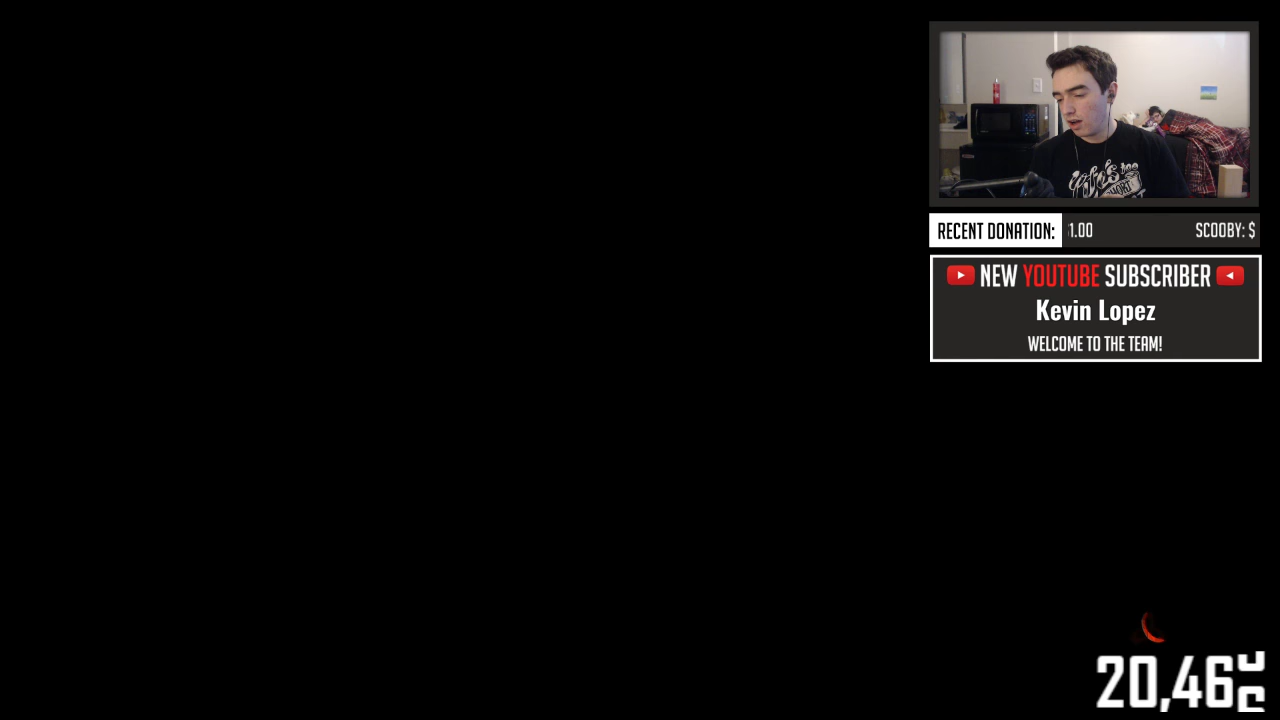 RECENT DONATION: 1.00 SCOOBY: $
NEW YOUTUBE SUBSCRIBER
Kevin Lopez
WELCOME TO THE TEAM!
20,46